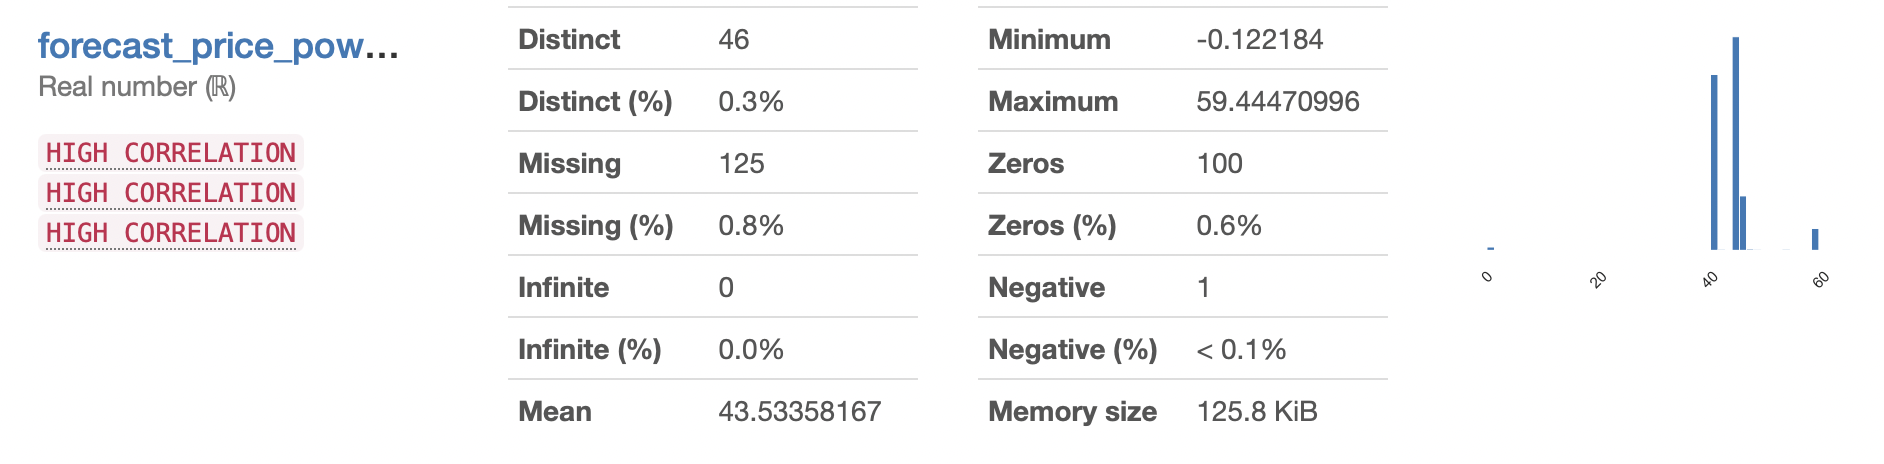 forecast_price_pow...
Real number (ℝ)
HIGH CORRELATION
HIGH CORRELATION
HIGH CORRELATION
Distinct 46
Distinct (%) 0.3%
Missing 125
Missing (%) 0.8%
Infinite 0
Infinite (%) 0.0%
Mean 43.53358167
Minimum -0.122184
Maximum 59.44470996
Zeros 100
Zeros (%) 0.6%
Negative 1
Negative (%) < 0.1%
Memory size 125.8 KiB
0 20 40 60